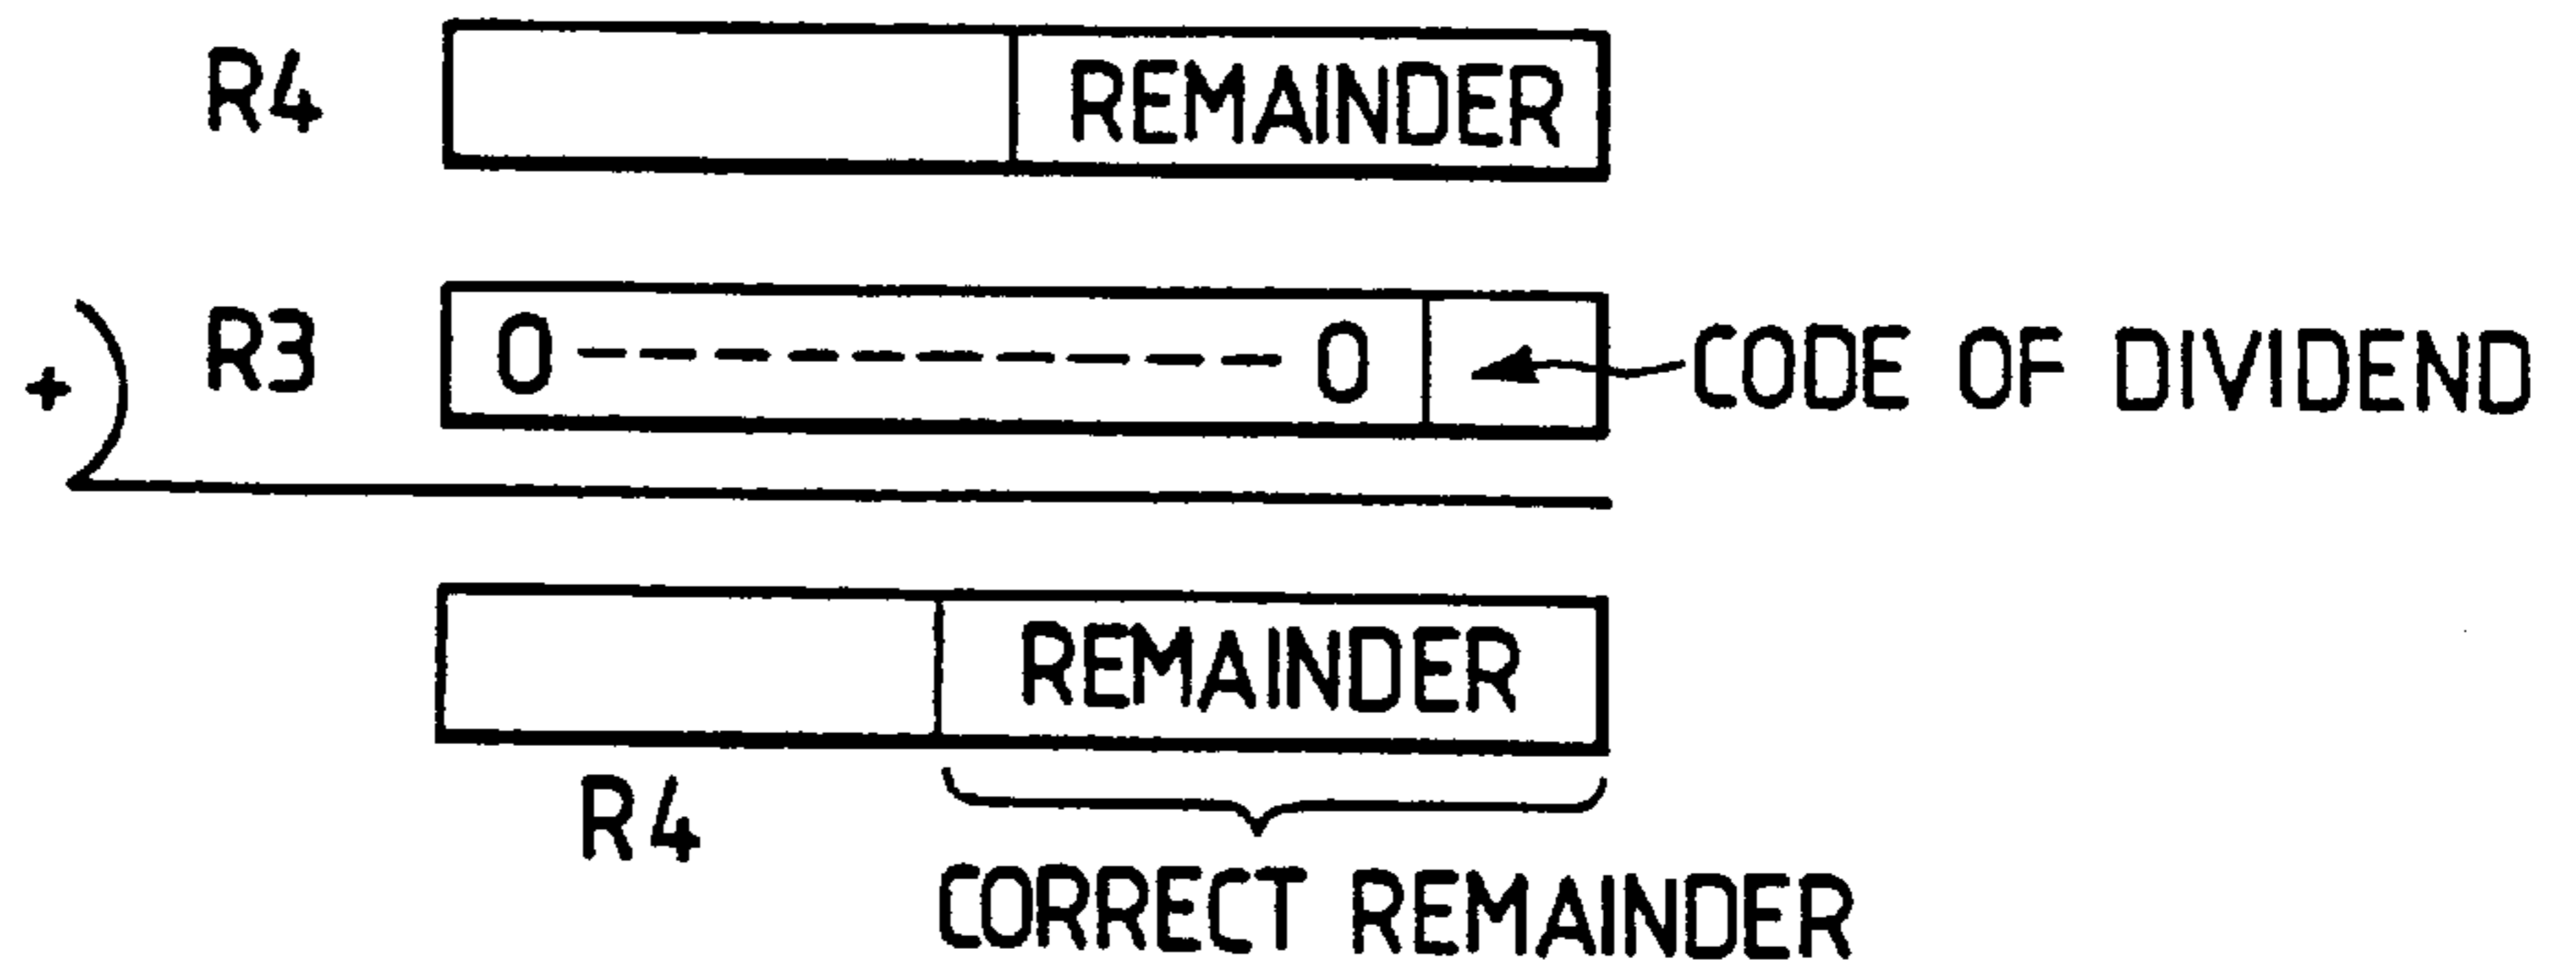 R4 REMAINDER
+ R3 0 ---------- 0 CODE OF DIVIDEND
REMAINDER
R4
CORRECT REMAINDER